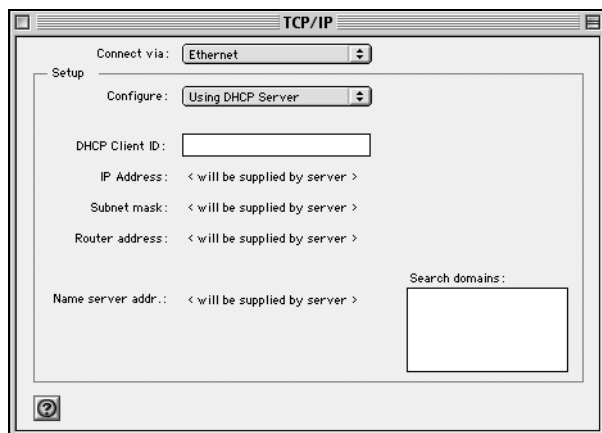 TCP/IP
Connect via: Ethernet
Setup
Configure: Using DHCP Server
DHCP Client ID:
IP Address: < will be supplied by server >
Subnet mask: < will be supplied by server >
Router address: < will be supplied by server >
Search domains:
Name server addr.: < will be supplied by server >
?